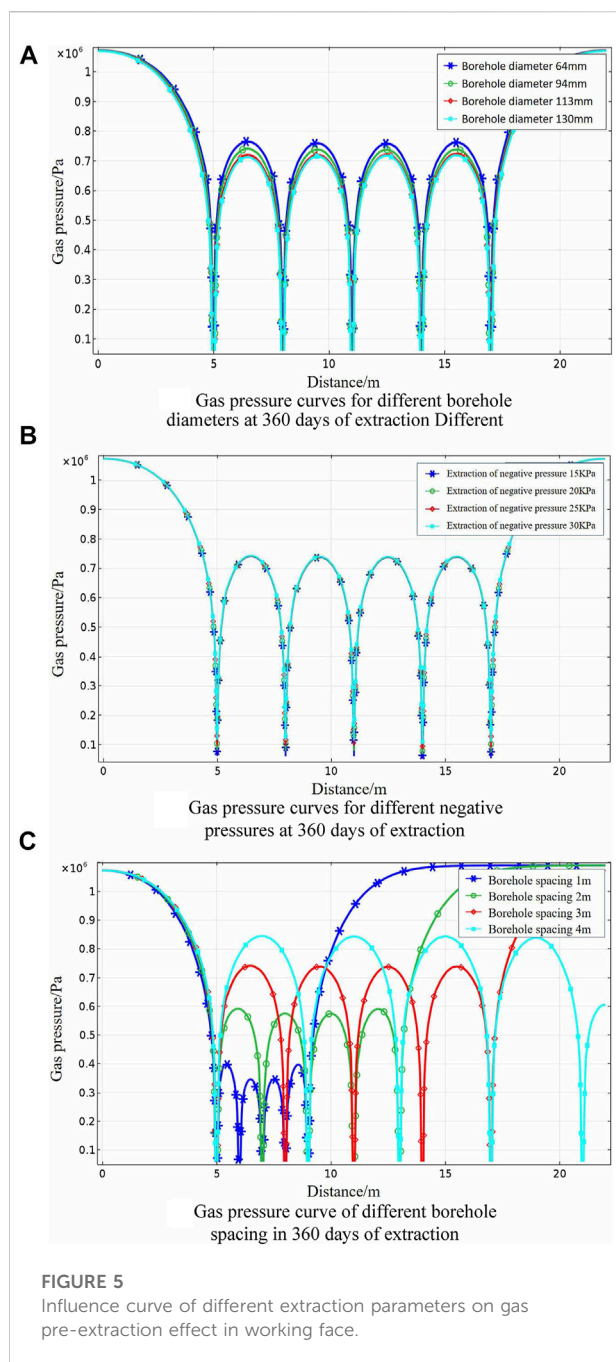 A
×10⁶
1
0.9
0.8
0.7
0.6
0.5
0.4
0.3
0.2
0.1
Gas pressure/Pa
Borehole diameter 64mm
Borehole diameter 94mm
Borehole diameter 113mm
Borehole diameter 130mm
0 5 10 15 20
Distance/m
Gas pressure curves for different borehole
diameters at 360 days of extraction Different
B
×10⁶
1
0.9
0.8
0.7
0.6
0.5
0.4
0.3
0.2
0.1
Gas pressure/Pa
Extraction of negative pressure 15KPa
Extraction of negative pressure 20KPa
Extraction of negative pressure 25KPa
Extraction of negative pressure 30KPa
0 5 10 15 20
Distance/m
Gas pressure curves for different negative
pressures at 360 days of extraction
C
×10⁶
1
0.9
0.8
0.7
0.6
0.5
0.4
0.3
0.2
0.1
Gas pressure/Pa
Borehole spacing 1m
Borehole spacing 2m
Borehole spacing 3m
Borehole spacing 4m
0 5 10 15 20
Distance/m
Gas pressure curve of different borehole
spacing in 360 days of extraction
FIGURE 5
Influence curve of different extraction parameters on gas
pre-extraction effect in working face.